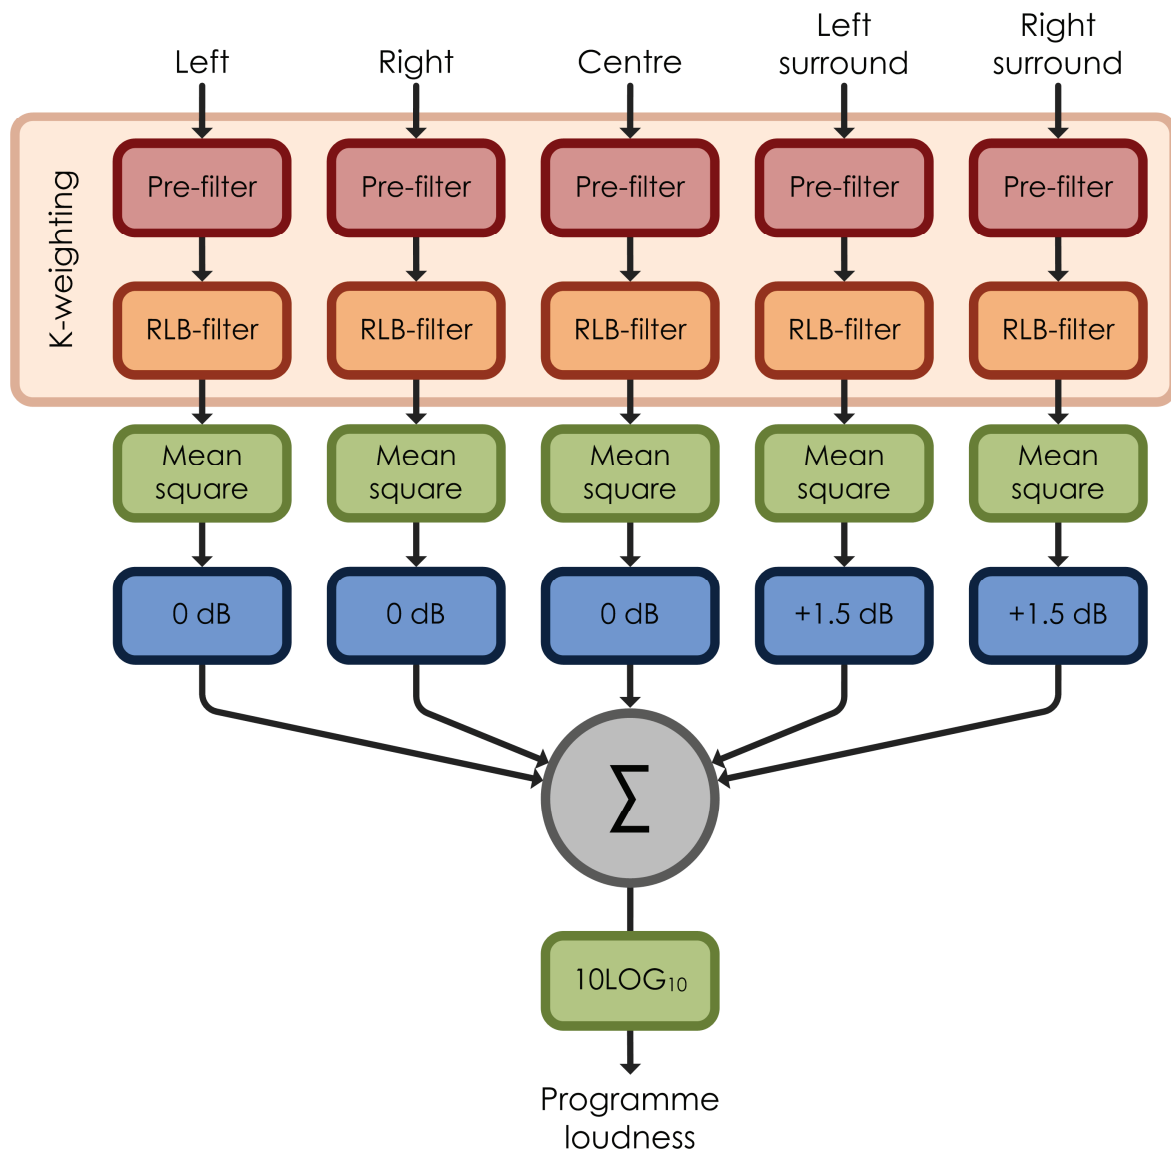 Left
Right
Centre
Left
surround
Right
surround
K-weighting
Pre-filter
Pre-filter
Pre-filter
Pre-filter
Pre-filter
RLB-filter
RLB-filter
RLB-filter
RLB-filter
RLB-filter
Mean
square
Mean
square
Mean
square
Mean
square
Mean
square
0 dB
0 dB
0 dB
+1.5 dB
+1.5 dB
Σ
10LOG₁₀
Programme
loudness